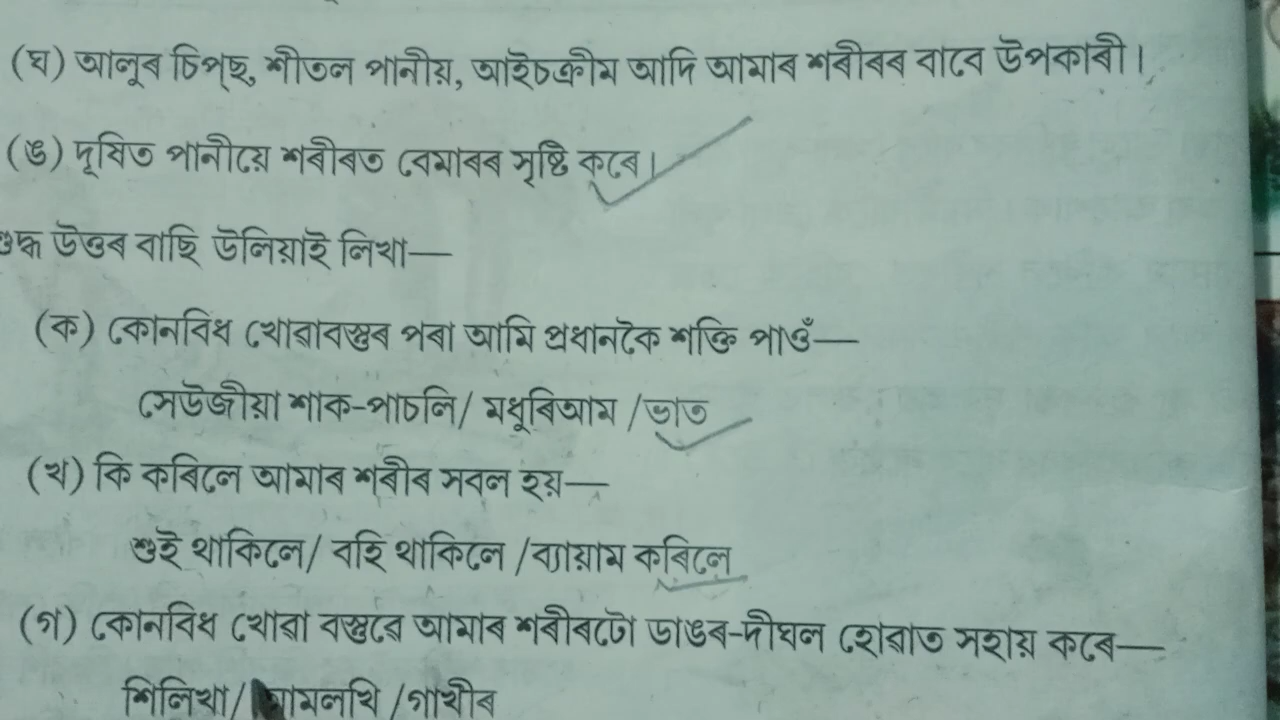 (ঘ) আলুৰ চিপ্‌ছ, শীতল পানীয়, আইচক্ৰীম আদি আমাৰ শৰীৰৰ বাবে উপকাৰী।
(ঙ) দূষিত পানীয়ে শৰীৰত বেমাৰৰ সৃষ্টি কৰে।
শুদ্ধ উত্তৰ বাছি উলিয়াই লিখা—
(ক) কোনবিধ খোৱাবস্তুৰ পৰা আমি প্ৰধানকৈ শক্তি পাওঁ—
সেউজীয়া শাক-পাচলি/ মধুৰিআম /ভাত
(খ) কি কৰিলে আমাৰ শৰীৰ সবল হয়—
শুই থাকিলে/ বহি থাকিলে /ব্যায়াম কৰিলে
(গ) কোনবিধ খোৱা বস্তুৱে আমাৰ শৰীৰটো ডাঙৰ-দীঘল হোৱাত সহায় কৰে—
শিলিখা/ আমলখি /গাখীৰ